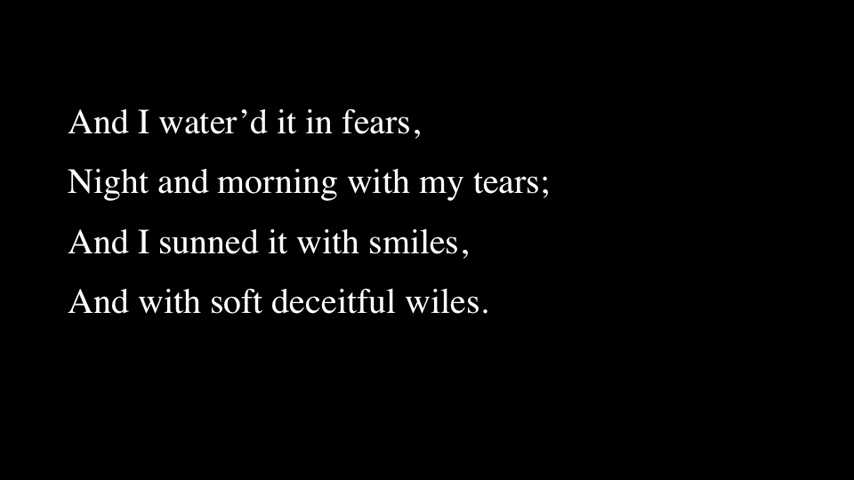 And I water’d it in fears,
Night and morning with my tears;
And I sunned it with smiles,
And with soft deceitful wiles.